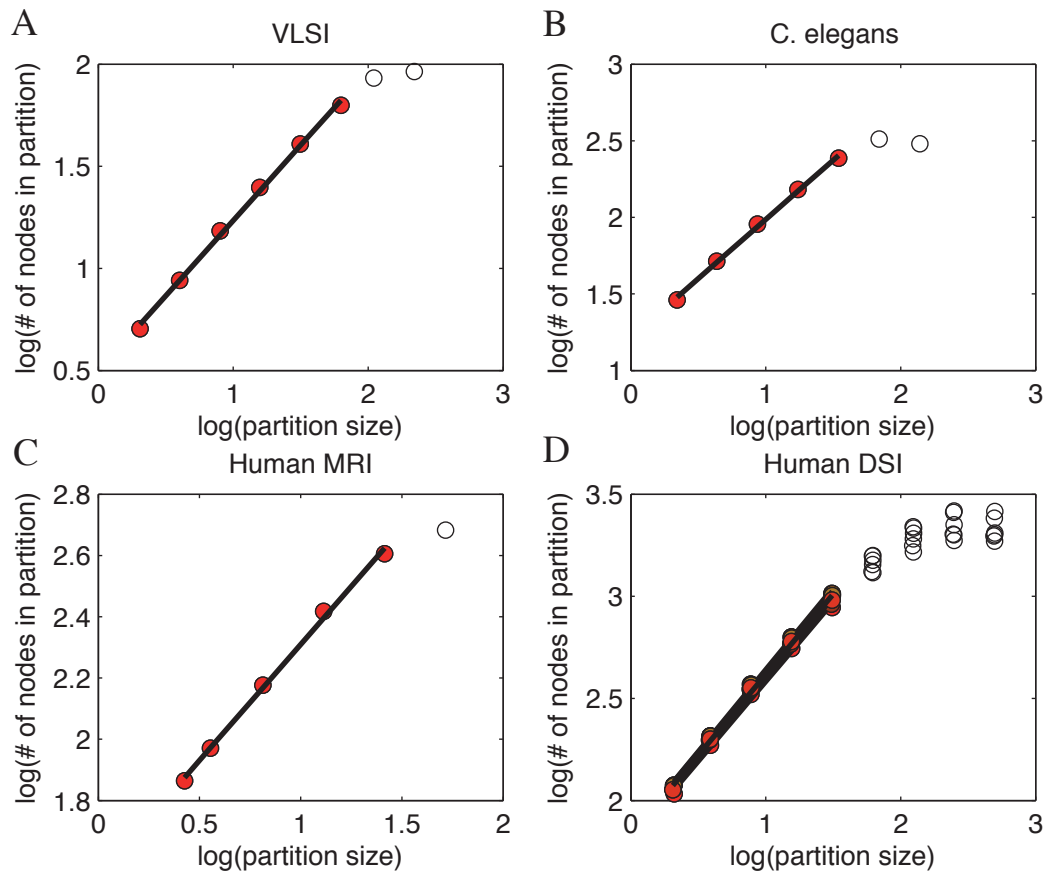 A
VLSI
log(# of nodes in partition)
2
1.5
1
0.5
0
1
2
3
log(partition size)
B
C. elegans
log(# of nodes in partition)
3
2.5
2
1.5
1
0
1
2
3
log(partition size)
C
Human MRI
log(# of nodes in partition)
2.8
2.6
2.4
2.2
2
1.8
0
0.5
1
1.5
2
log(partition size)
D
Human DSI
log(# of nodes in partition)
3.5
3
2.5
2
0
1
2
3
log(partition size)